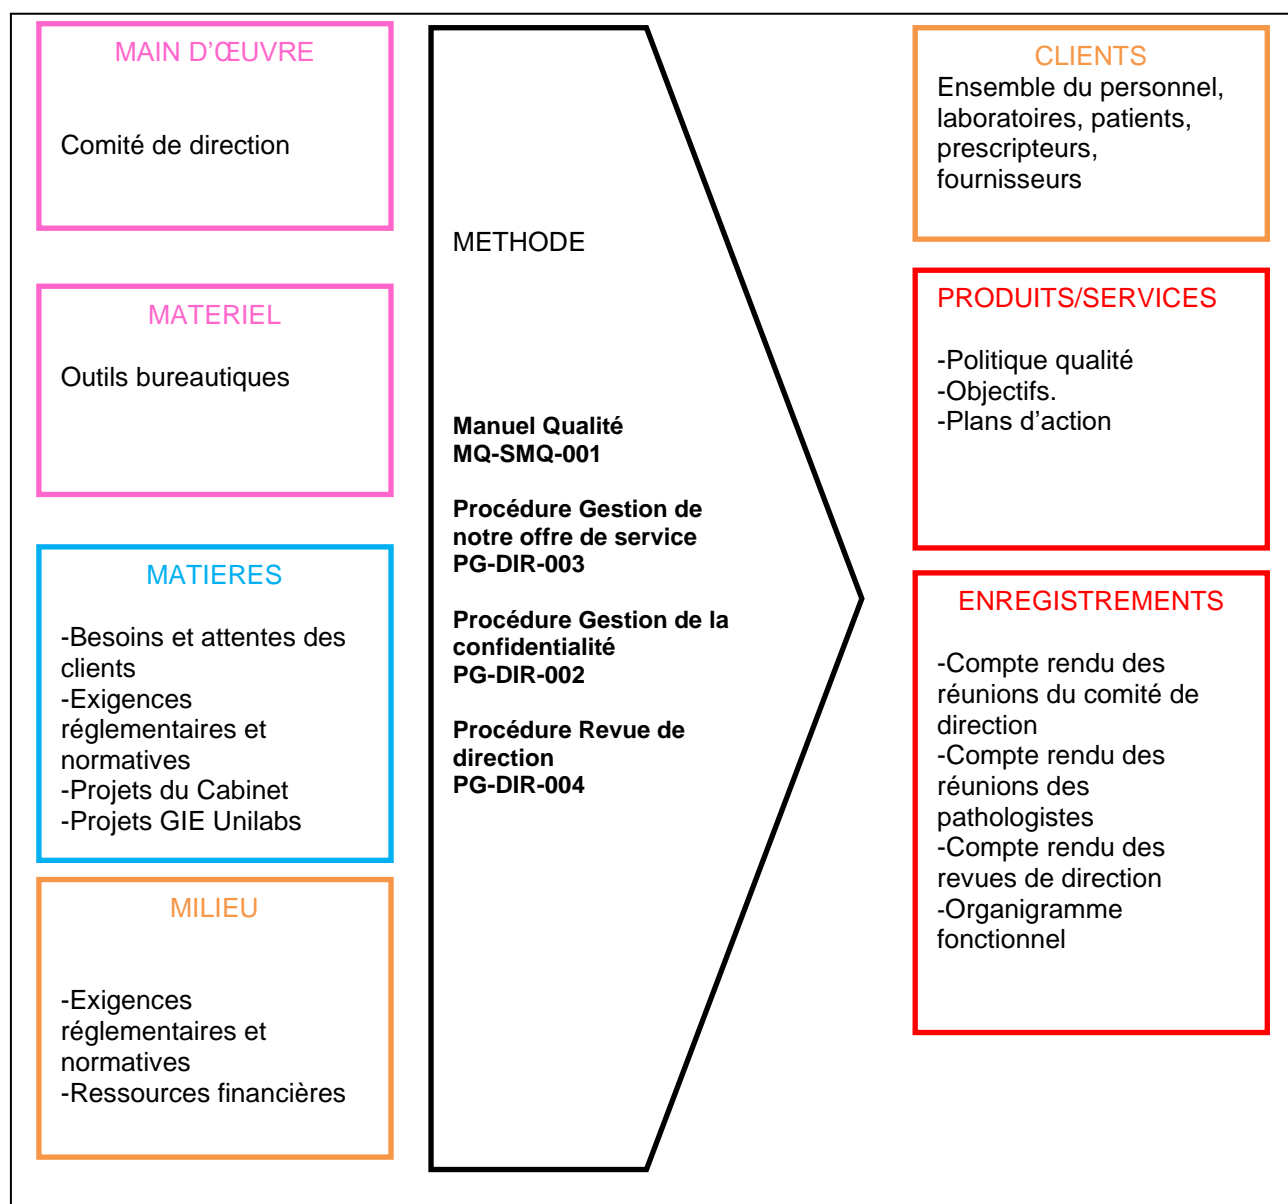 MAIN D'ŒUVRE
Comité de direction
MATERIEL
Outils bureautiques
MATIERES
-Besoins et attentes des
clients
-Exigences
réglementaires et
normatives
-Projets du Cabinet
-Projets GIE Unilabs
MILIEU
-Exigences
réglementaires et
normatives
-Ressources financières
METHODE
Manuel Qualité
MQ-SMQ-001
Procédure Gestion de
notre offre de service
PG-DIR-003
Procédure Gestion de la
confidentialité
PG-DIR-002
Procédure Revue de
direction
PG-DIR-004
CLIENTS
Ensemble du personnel,
laboratoires, patients,
prescripteurs,
fournisseurs
PRODUITS/SERVICES
-Politique qualité
-Objectifs.
-Plans d’action
ENREGISTREMENTS
-Compte rendu des
réunions du comité de
direction
-Compte rendu des
réunions des
pathologistes
-Compte rendu des
revues de direction
-Organigramme
fonctionnel